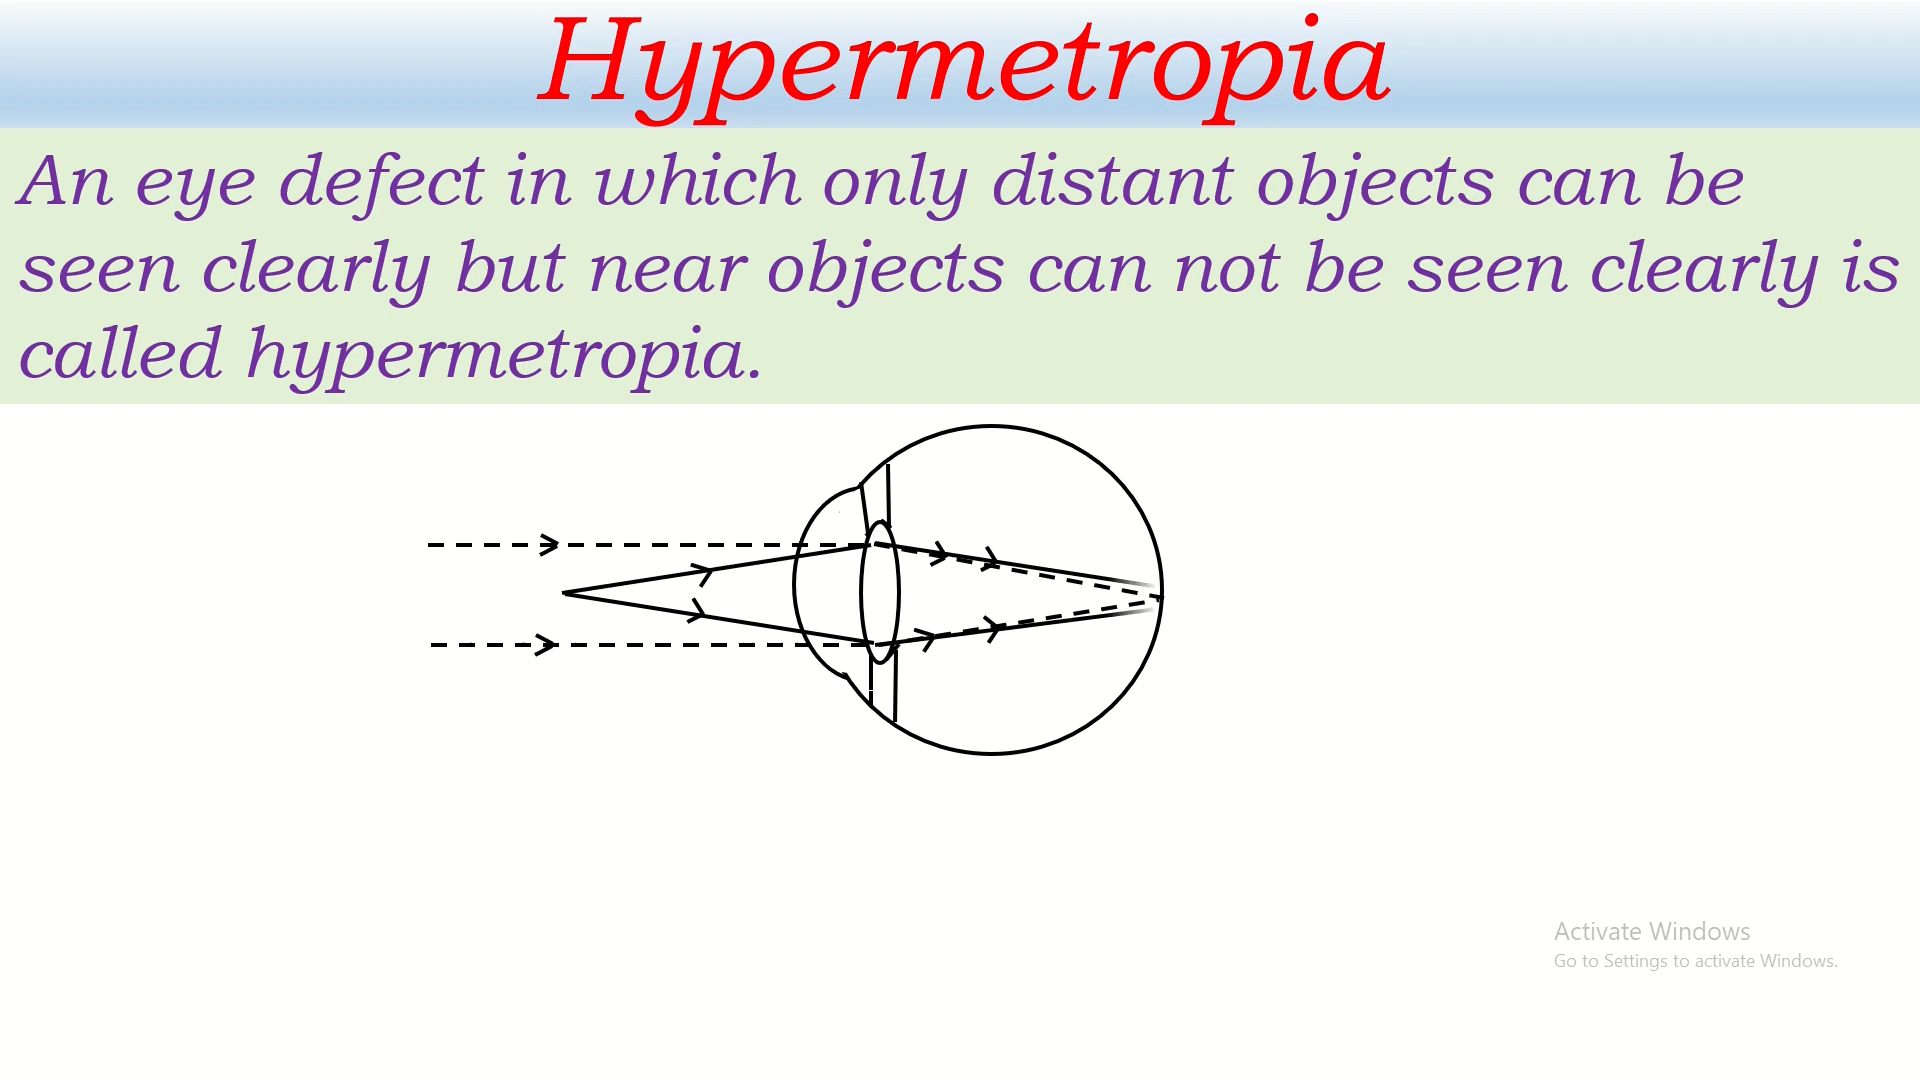 Hypermetropia
An eye defect in which only distant objects can be
seen clearly but near objects can not be seen clearly is
called hypermetropia.
Activate Windows
Go to Settings to activate Windows.